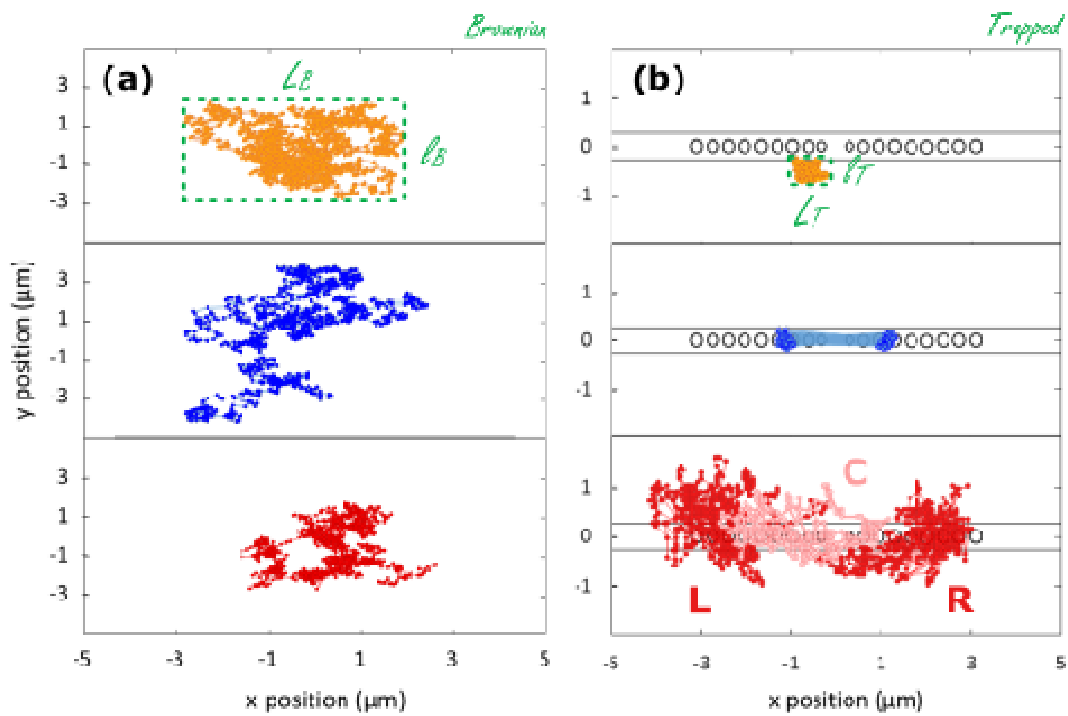 Brownian
Trapped
(a)
L_B
l_B
(b)
l_T
L_T
3
1
-1
-3
1
0
1
3
1
-1
-3
1
0
-1
3
1
-1
-3
1
0
-1
C
L
R
y position (μm)
-5
-3
-1
1
3
5
-5
-3
-1
1
3
5
x position (μm)
x position (μm)